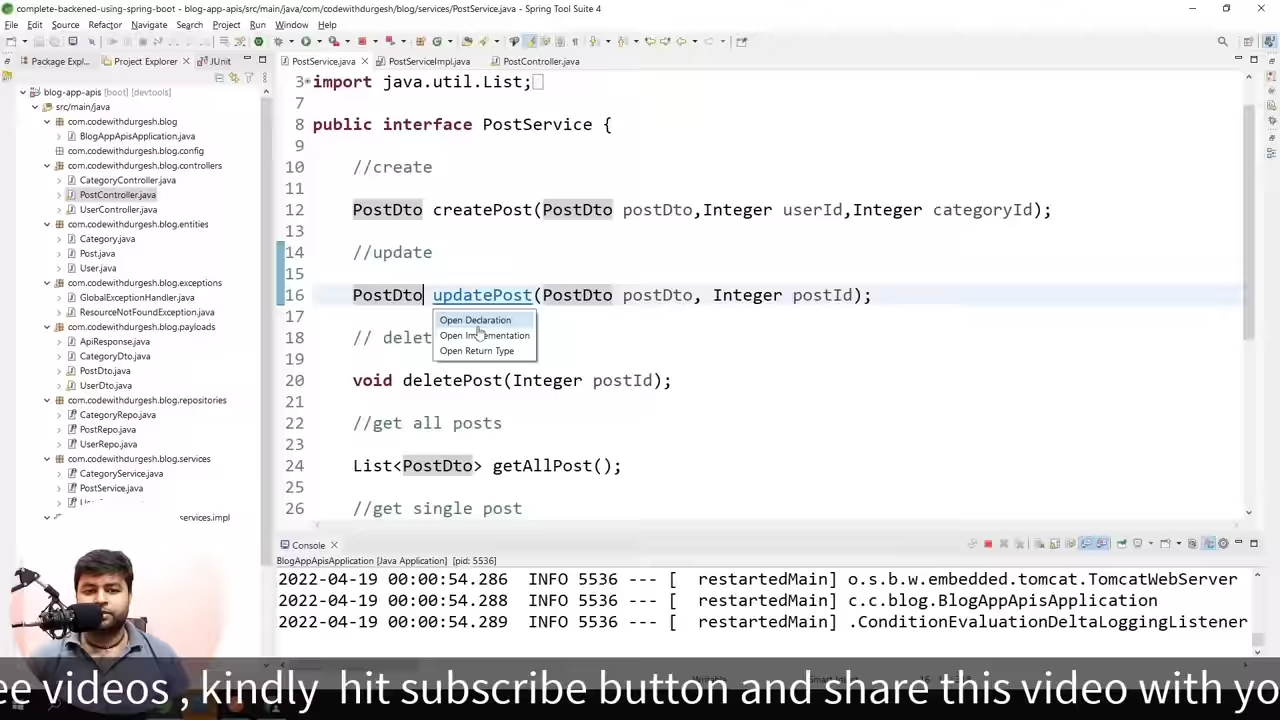 complete-backened-using-spring-boot - blog-app-apis/src/main/java/com/codewithdurgesh/blog/services/PostService.java - Spring Tool Suite 4
File Edit Source Refactor Navigate Search Project Run Window Help
Package Expl... Project Explorer JUnit
PostService.java PostServiceImpl.java PostController.java
blog-app-apis [boot] [devtools]
src/main/java
com.codewithdurgesh.blog
BlogAppApisApplication.java
com.codewithdurgesh.blog.config
com.codewithdurgesh.blog.controllers
CategoryController.java
PostController.java
UserController.java
com.codewithdurgesh.blog.entities
Category.java
Post.java
User.java
com.codewithdurgesh.blog.exceptions
GlobalExceptionHandler.java
ResourceNotFoundException.java
com.codewithdurgesh.blog.payloads
ApiResponse.java
CategoryDto.java
PostDto.java
UserDto.java
com.codewithdurgesh.blog.repositories
CategoryRepo.java
PostRepo.java
UserRepo.java
com.codewithdurgesh.blog.services
CategoryService.java
PostService.java
services.impl
3 import java.util.List;
7
8 public interface PostService {
9
10 //create
11
12 PostDto createPost(PostDto postDto,Integer userId,Integer categoryId);
13
14 //update
15
16 PostDto updatePost(PostDto postDto, Integer postId);
17
18 // delet
19
20 void deletePost(Integer postId);
21
22 //get all posts
23
24 List<PostDto> getAllPost();
25
26 //get single post
Open Declaration
Open Implementation
Open Return Type
Console
BlogAppApisApplication [Java Application] [pid: 5536]
2022-04-19 00:00:54.286 INFO 5536 --- [ restartedMain] o.s.b.w.embedded.tomcat.TomcatWebServer
2022-04-19 00:00:54.288 INFO 5536 --- [ restartedMain] c.c.blog.BlogAppApisApplication
2022-04-19 00:00:54.289 INFO 5536 --- [ restartedMain] .ConditionEvaluationDeltaLoggingListener
ee videos , kindly hit subscribe button and share this video with yo